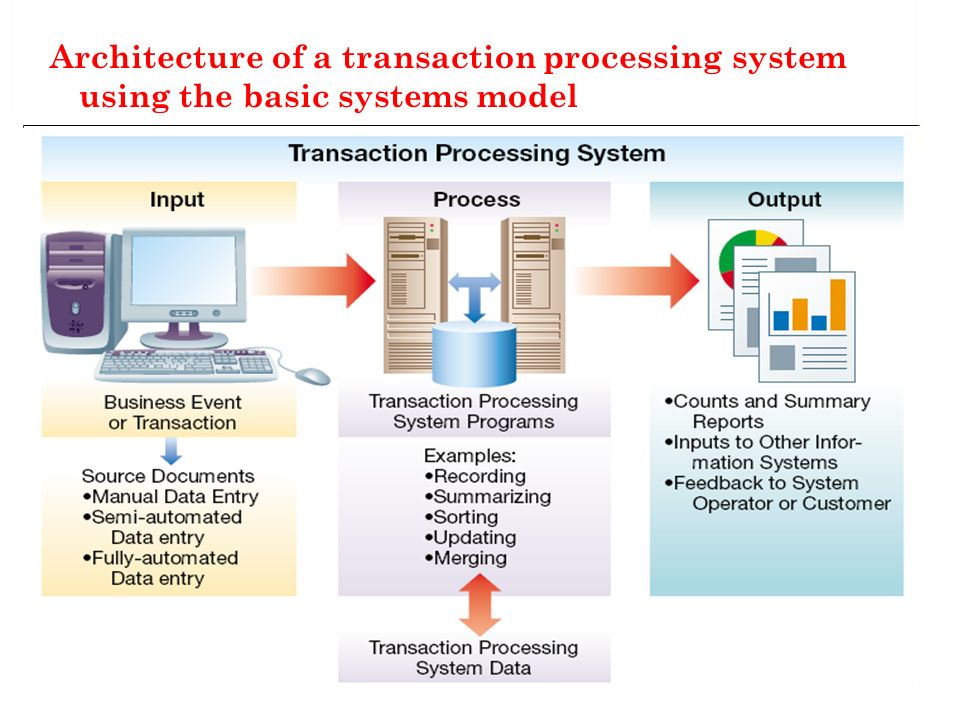 Architecture of a transaction processing system
using the basic systems model
Transaction Processing System
Input
Business Event
or Transaction
Source Documents
•Manual Data Entry
•Semi-automated
Data entry
•Fully-automated
Data entry
Process
Transaction Processing
System Programs
Examples:
•Recording
•Summarizing
•Sorting
•Updating
•Merging
Transaction Processing
System Data
Output
•Counts and Summary
Reports
•Inputs to Other Infor-
mation Systems
•Feedback to System
Operator or Customer